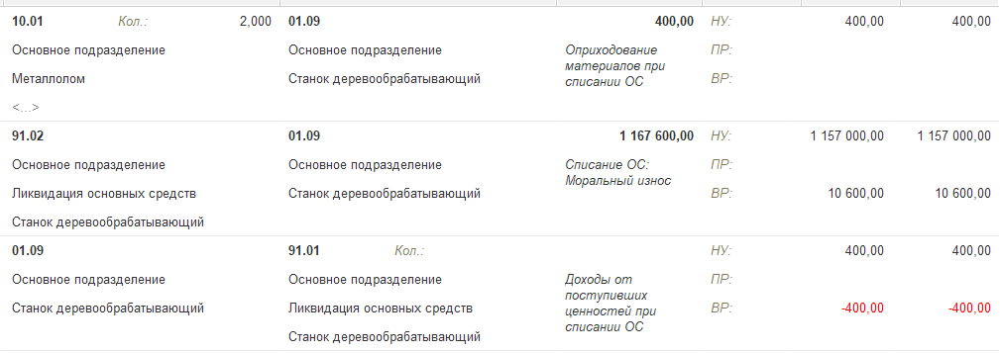 10.01 Кол.: 2,000 01.09 400,00 НУ: 400,00 400,00
Основное подразделение Основное подразделение Оприходование материалов при списании ОС ПР:
Металлолом Станок деревообрабатывающий ВР:
<...>
91.02 01.09 1 167 600,00 НУ: 1 157 000,00 1 157 000,00
Основное подразделение Основное подразделение Списание ОС: Моральный износ ПР:
Ликвидация основных средств Станок деревообрабатывающий ВР: 10 600,00 10 600,00
Станок деревообрабатывающий
01.09 91.01 Кол.: НУ: 400,00 400,00
Основное подразделение Основное подразделение Доходы от поступивших ценностей при списании ОС ПР:
Станок деревообрабатывающий Ликвидация основных средств ВР: -400,00 -400,00
Станок деревообрабатывающий